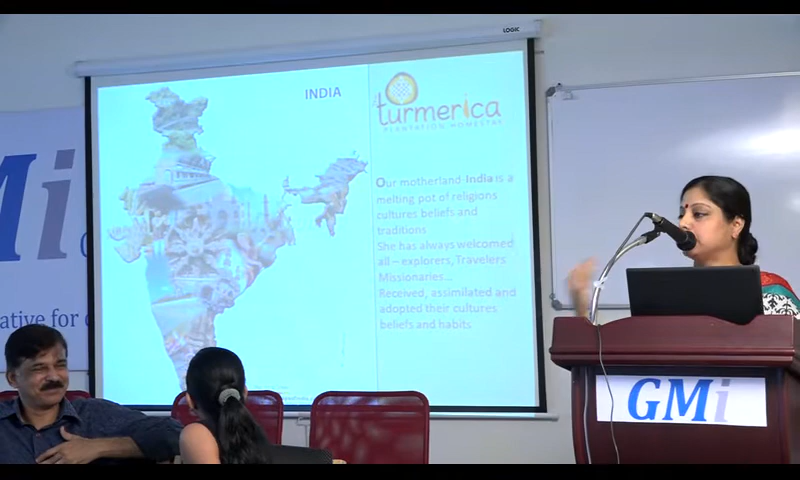 LOGIC
INDIA
turmerica
PLANTATION HOMESTAY
Our motherland India is a
melting pot of religions
cultures beliefs and
traditions
She has always welcomed
all – explorers, Travelers
Missionaries...
Received, assimilated and
adopted their cultures
beliefs and habits
Mi
ative for
GMi